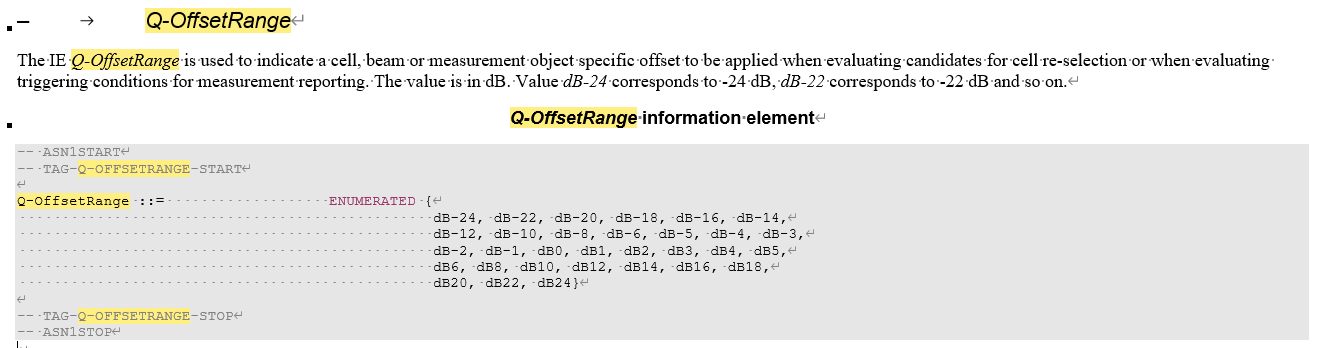 – → Q-OffsetRange↵
The IE Q-OffsetRange is used to indicate a cell, beam or measurement object specific offset to be applied when evaluating candidates for cell re-selection or when evaluating
triggering conditions for measurement reporting. The value is in dB. Value dB-24 corresponds to -24 dB, dB-22 corresponds to -22 dB and so on.↵
Q-OffsetRange information element↵
-- ASN1START↵
-- TAG-Q-OFFSETRANGE-START↵
↵
Q-OffsetRange ::= ENUMERATED {↵
dB-24, dB-22, dB-20, dB-18, dB-16, dB-14,↵
dB-12, dB-10, dB-8, dB-6, dB-5, dB-4, dB-3,↵
dB-2, dB-1, dB0, dB1, dB2, dB3, dB4, dB5,↵
dB6, dB8, dB10, dB12, dB14, dB16, dB18,↵
dB20, dB22, dB24}↵
↵
-- TAG-Q-OFFSETRANGE-STOP↵
-- ASN1STOP↵